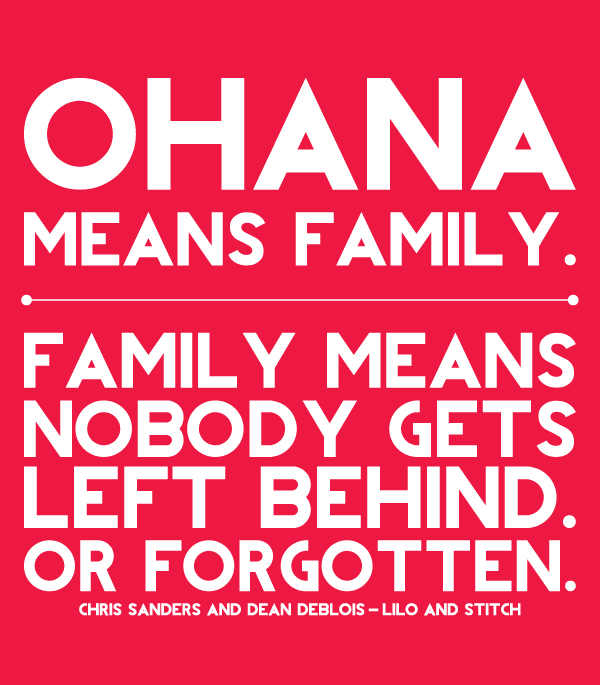 OHANA
MEANS FAMILY.
FAMILY MEANS
NOBODY GETS
LEFT BEHIND.
OR FORGOTTEN.
CHRIS SANDERS AND DEAN DEBLOIS – LILO AND STITCH